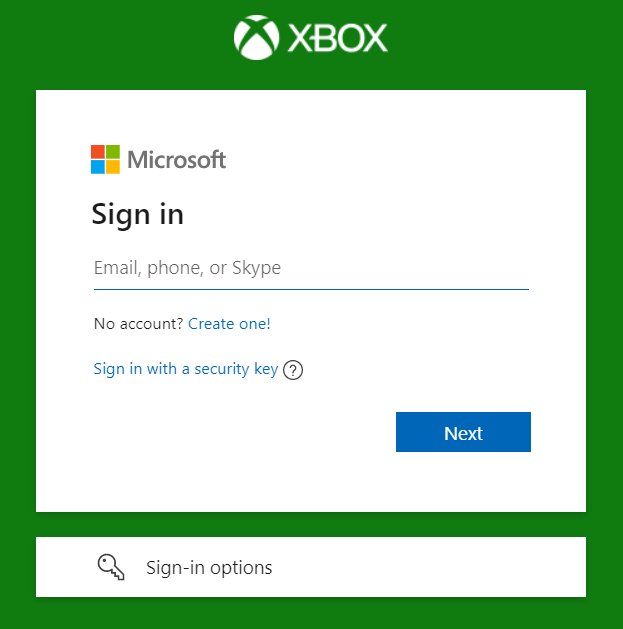 XBOX
Microsoft
Sign in
Email, phone, or Skype
No account? Create one!
Sign in with a security key ?
Next
Sign-in options